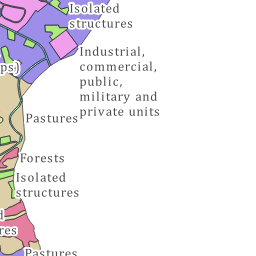 Isolated
structures
Industrial,
commercial,
public,
military and
private units
ps)
Pastures
Forests
Isolated
structures
d
res
Pastures